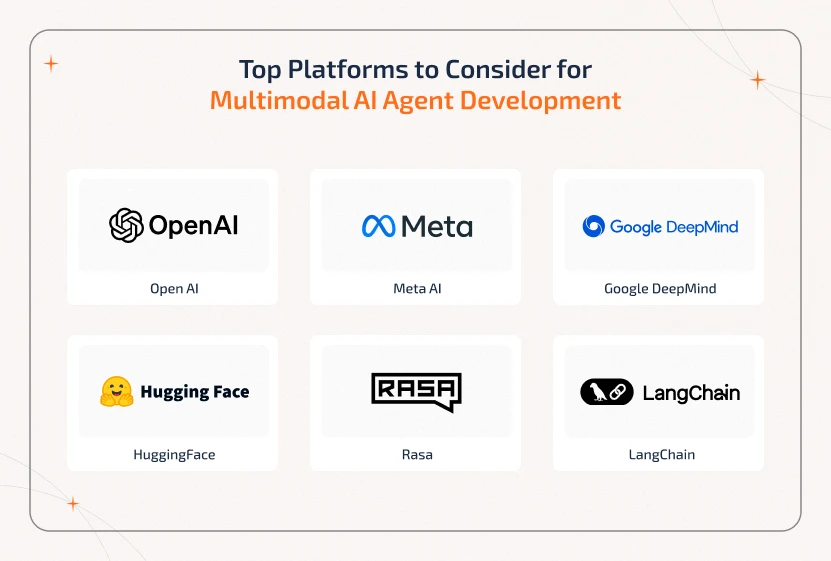 Top Platforms to Consider for
Multimodal AI Agent Development
OpenAI
Meta
Google DeepMind
Open AI
Meta AI
Google DeepMind
Hugging Face
RASA
LangChain
HuggingFace
Rasa
LangChain